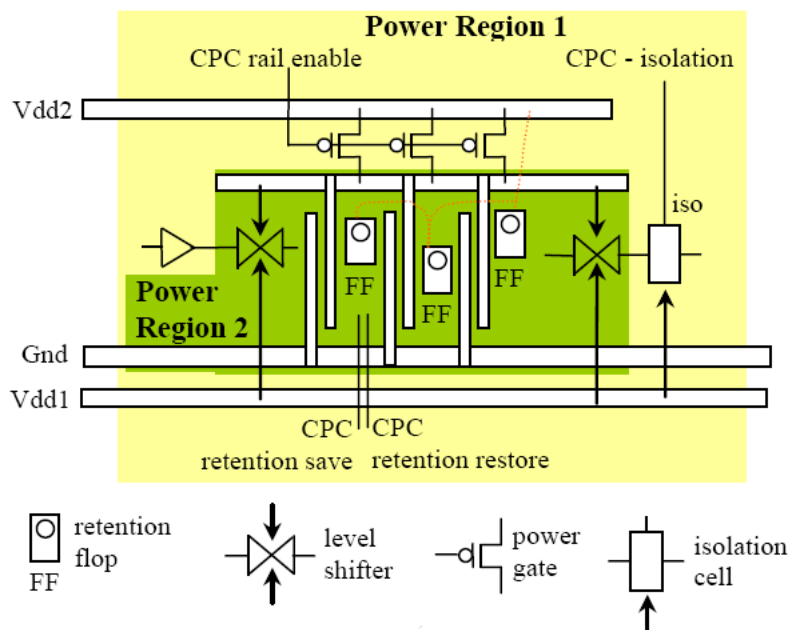 Power Region 1
CPC rail enable
CPC - isolation
Vdd2
iso
FF
FF
FF
Power
Region 2
Gnd
Vdd1
CPC CPC
retention save retention restore
retention
flop
FF
level
shifter
power
gate
isolation
cell